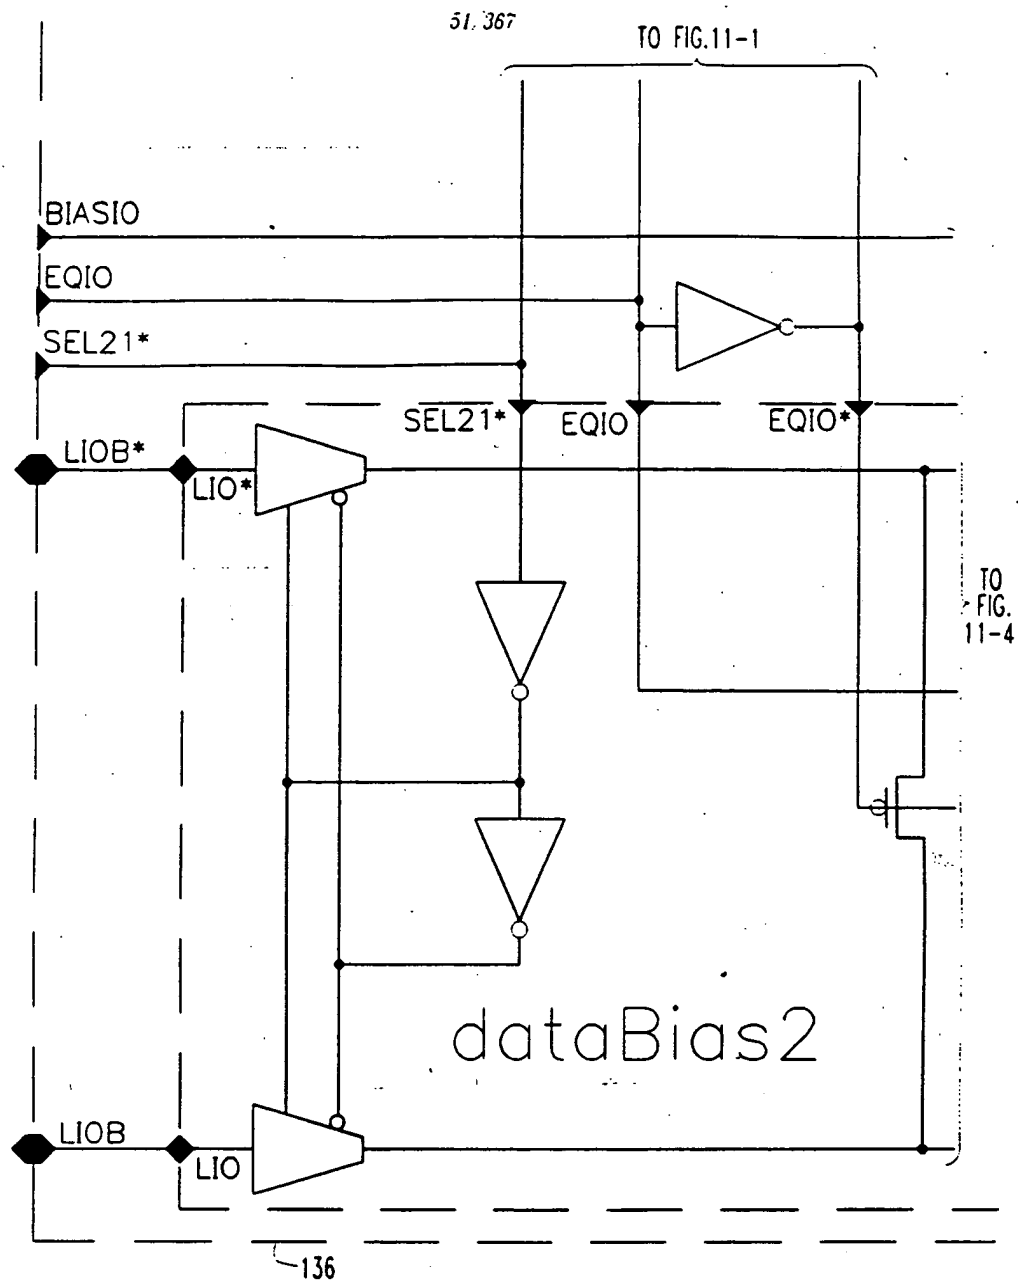 51,367
TO FIG.11-1
BIASIO
EQIO
SEL21*
SEL21*
EQIO
EQIO*
LIOB*
LIO*
TO
FIG.
11-4
dataBias2
LIOB
LIO
136